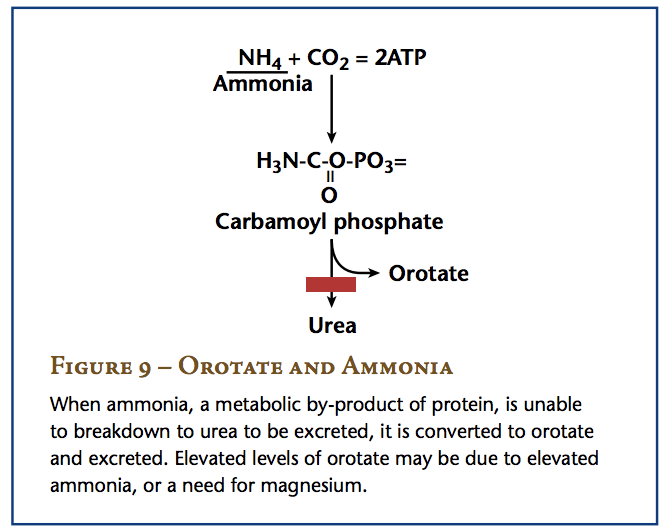 NH4 + CO2 = 2ATP
Ammonia
H3N-C-O-PO3=
O
Carbamoyl phosphate
Orotate
Urea
Figure 9 – Orotate and Ammonia
When ammonia, a metabolic by-product of protein, is unable
to breakdown to urea to be excreted, it is converted to orotate
and excreted. Elevated levels of orotate may be due to elevated
ammonia, or a need for magnesium.